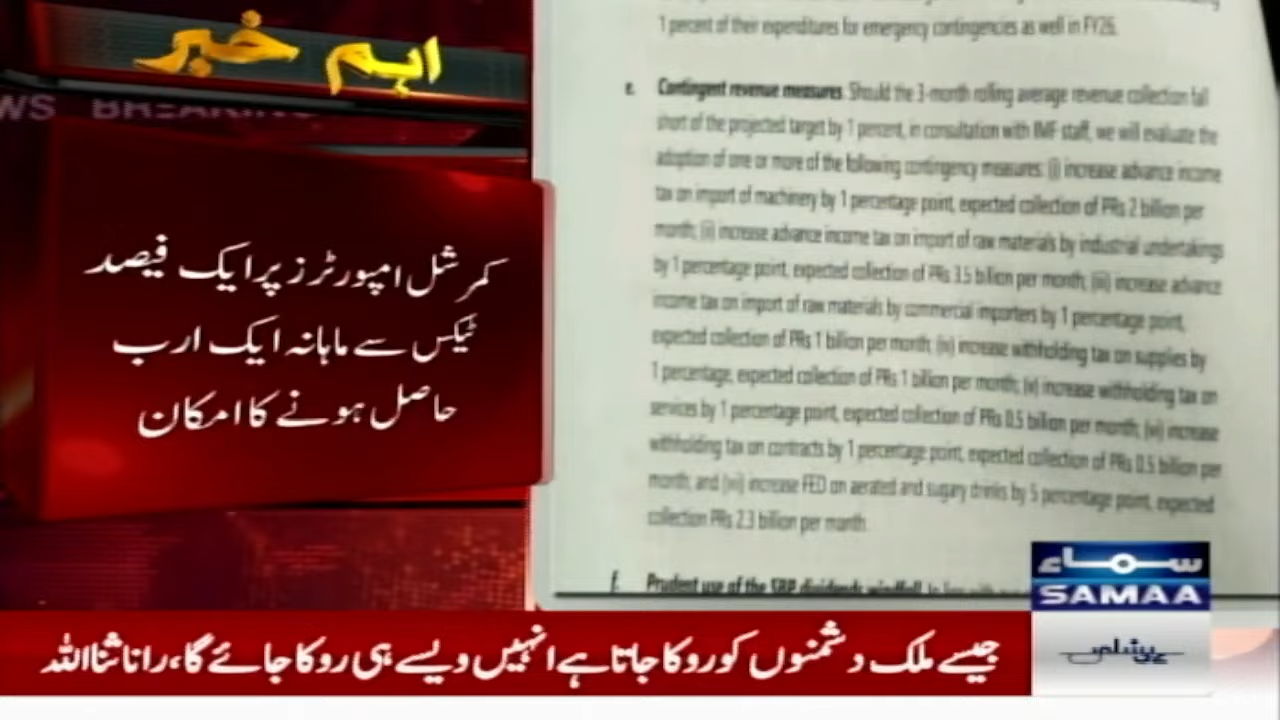 اہم خبر
WS BREAKING
کمرشل امپورٹرز پر ایک فیصد
ٹیکس سے ماہانہ ایک ارب
حاصل ہونے کا امکان
1 percent of their expenditures for emergency contingencies as well in FY26.
e. Contingent revenue measures. Should the 3-month rolling average revenue collection fall
short of the projected target by 1 percent, in consultation with IMF staff, we will evaluate the
adoption of one or more of the following contingency measures: (i) increase advance income
tax on import of machinery by 1 percentage point, expected collection of PRs 2 billion per
month; (ii) increase advance income tax on import of raw materials by industrial undertakings
by 1 percentage point, expected collection of PRs 3.5 billion per month; (iii) increase advance
income tax on import of raw materials by commercial importers by 1 percentage point,
expected collection of PRs 1 billion per month; (iv) increase withholding tax on supplies by
1 percentage, expected collection of PRs 1 billion per month; (v) increase withholding tax on
services by 1 percentage point, expected collection of PRs 0.5 billion per month; (vi) increase
withholding tax on contracts by 1 percentage point, expected collection of PRs 0.5 billion per
month; and (vii) increase FED on aerated and sugary drinks by 5 percentage point, expected
collection PRs 2.3 billion per month.
f. Prudent use of the SBP dividends windfall.
سماء
SAMAA
جیسے ملک دشمنوں کو روکا جاتا ہے انہیں ویسے ہی روکا جائے گا، رانا ثنااللہ